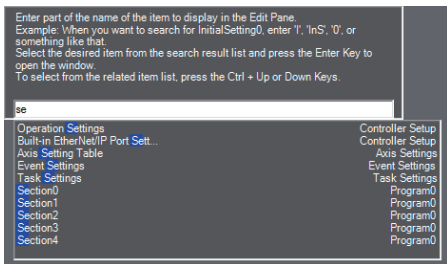 Enter part of the name of the item to display in the Edit Pane.
Example: When you want to search for InitialSetting0, enter 'I', 'InS', '0', or
something like that.
Select the desired item from the search result list and press the Enter Key to
open the window.
To select from the related item list, press the Ctrl + Up or Down Keys.
se
Operation Settings Controller Setup
Built-in EtherNet/IP Port Sett... Controller Setup
Axis Setting Table Axis Settings
Event Settings Event Settings
Task Settings Task Settings
Section0 Program0
Section1 Program0
Section2 Program0
Section3 Program0
Section4 Program0